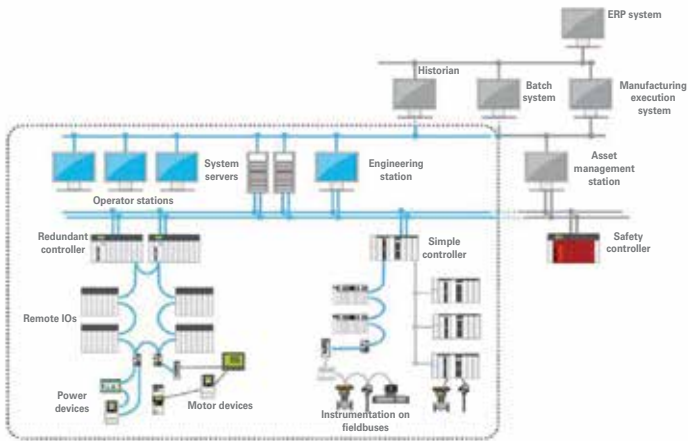 ERP system
Historian
Batch
system
Manufacturing
execution
system
System
servers
Engineering
station
Asset
management
station
Operator stations
Redundant
controller
Simple
controller
Safety
controller
Remote IOs
Power
devices
Motor devices
Instrumentation on
fieldbuses